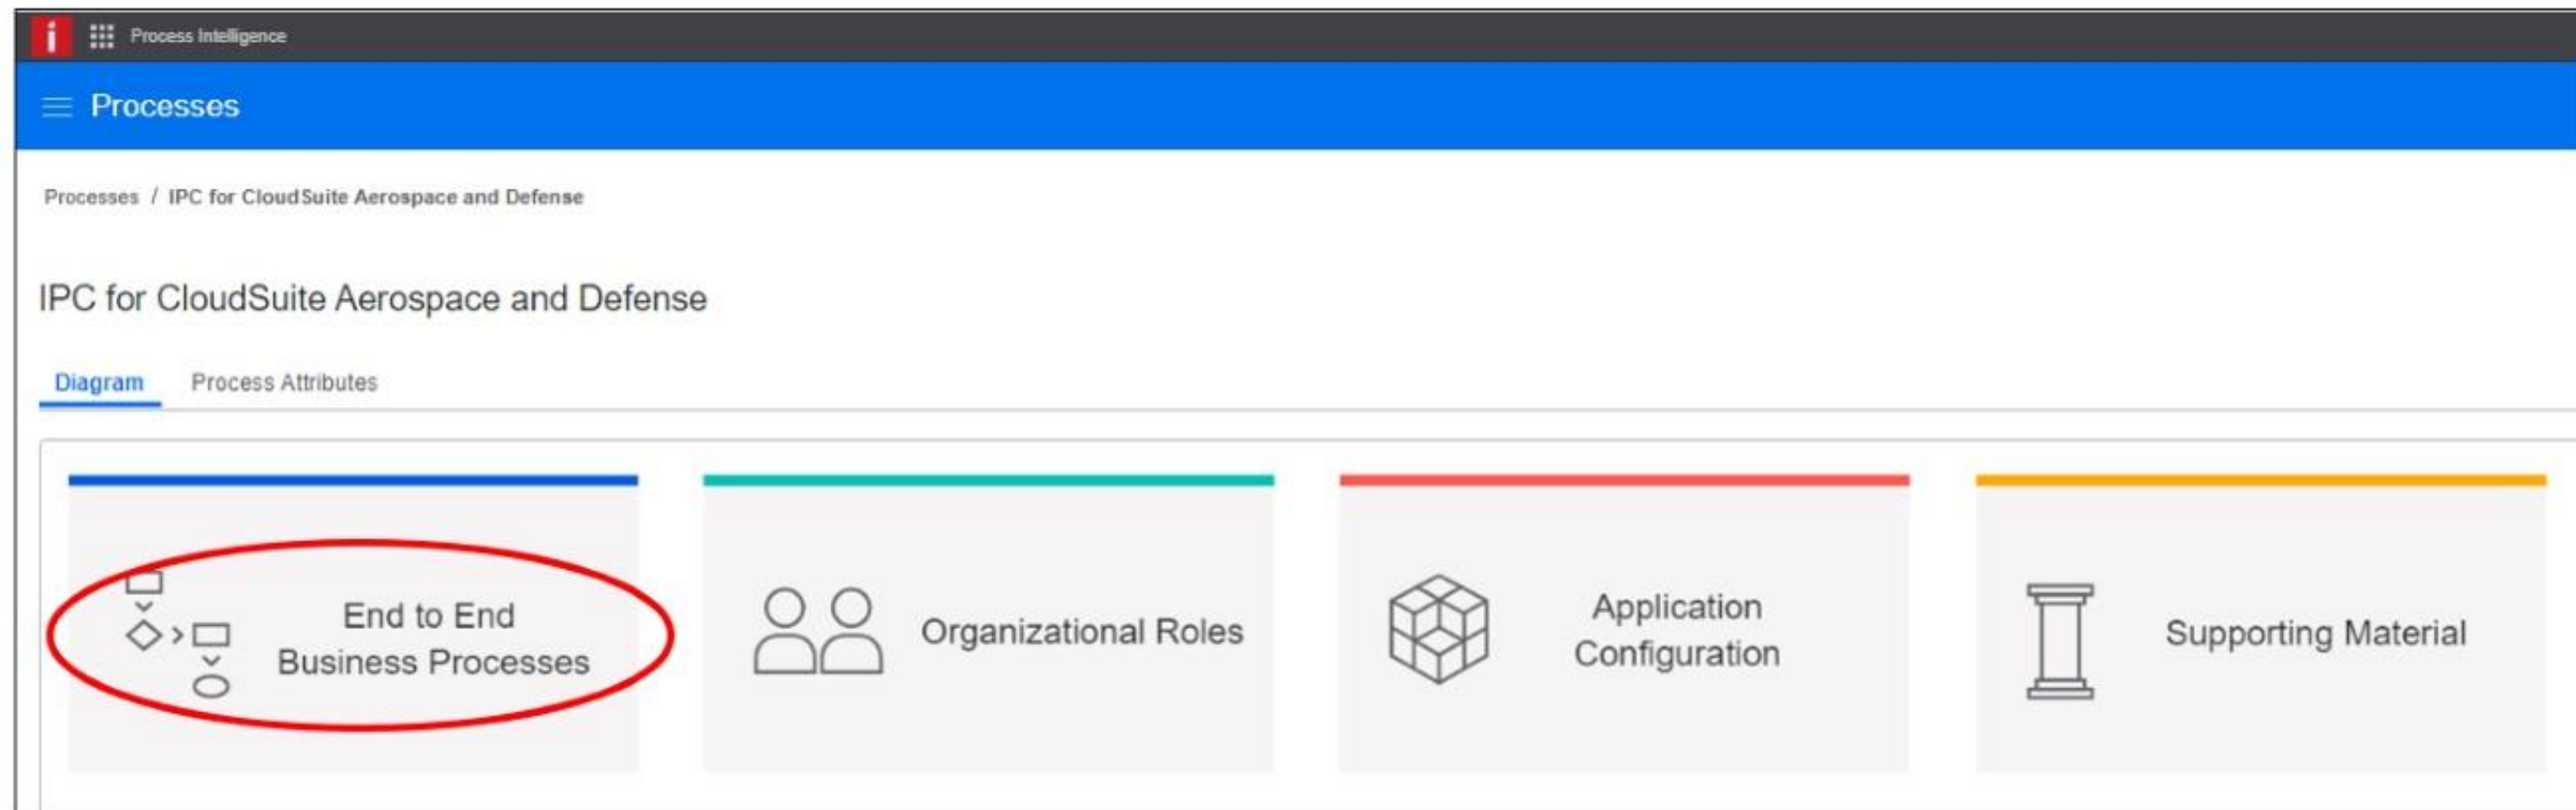 i Process Intelligence
Processes
Processes / IPC for CloudSuite Aerospace and Defense
IPC for CloudSuite Aerospace and Defense
Diagram Process Attributes
End to End
Business Processes
Organizational Roles
Application
Configuration
Supporting Material